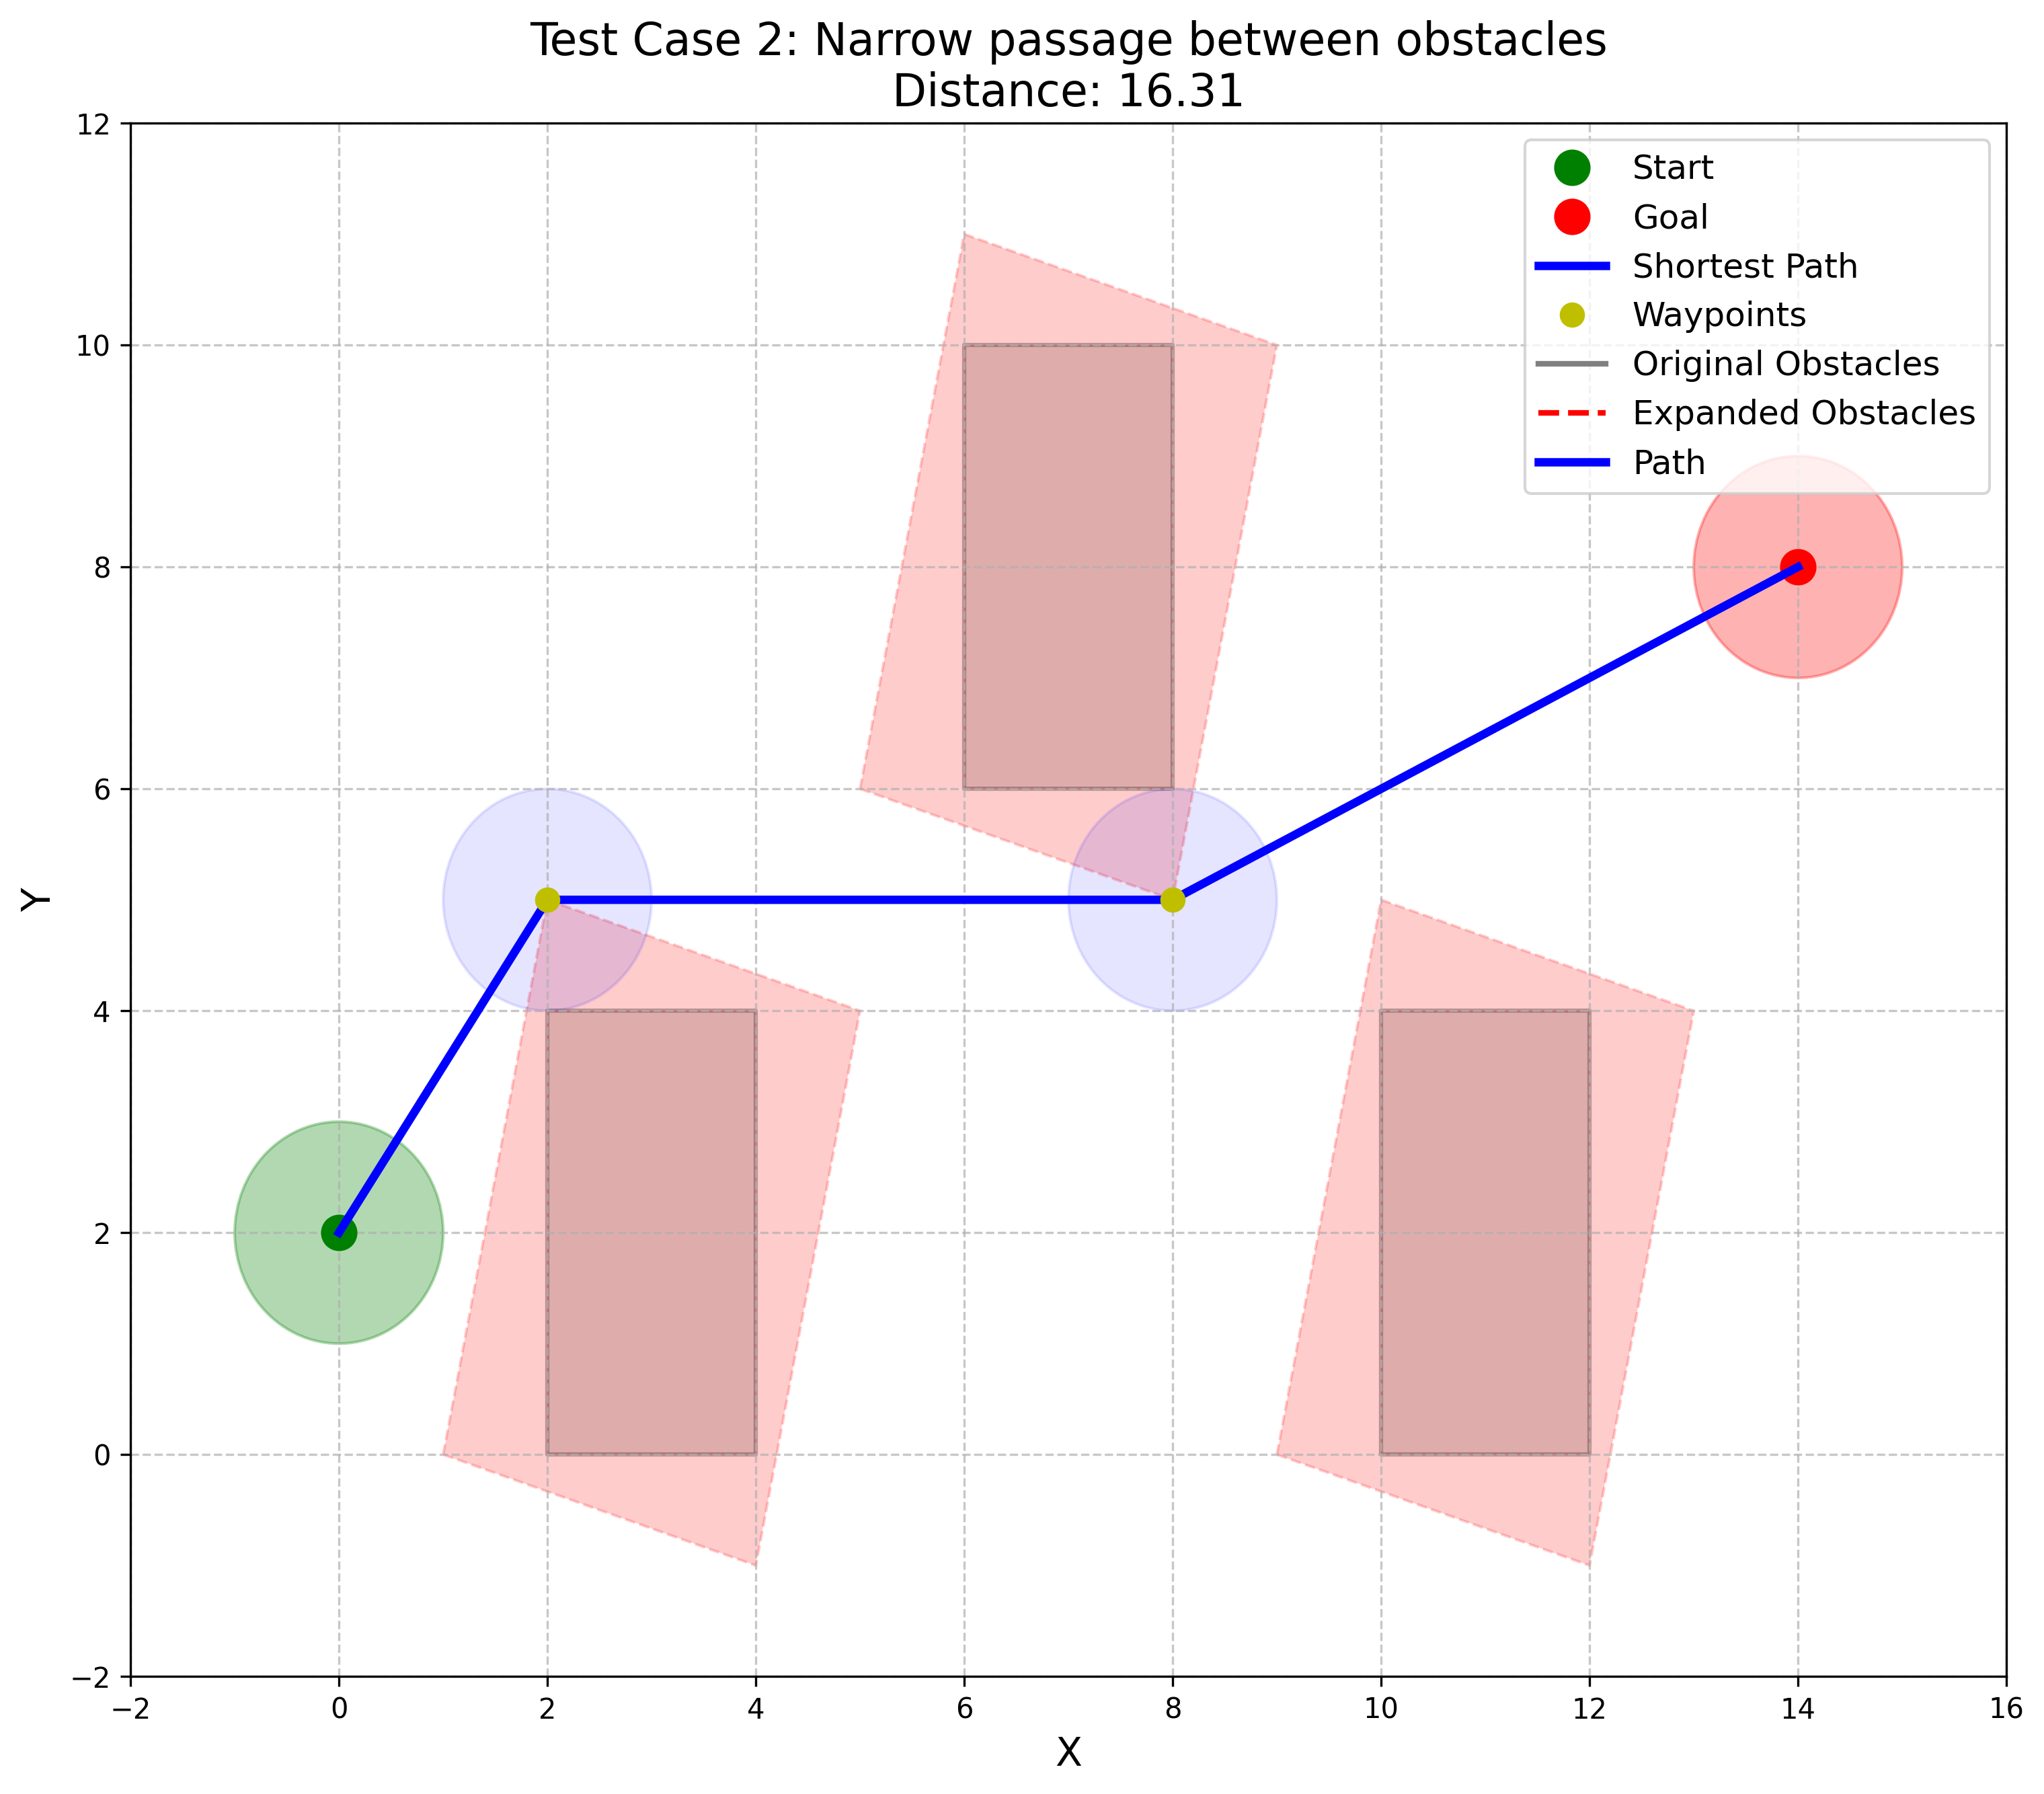 Test Case 2: Narrow passage between obstacles
Distance: 16.31
Start
Goal
Shortest Path
Waypoints
Original Obstacles
Expanded Obstacles
Path
12
10
8
6
4
2
0
−2
Y
−2 0 2 4 6 8 10 12 14 16
X